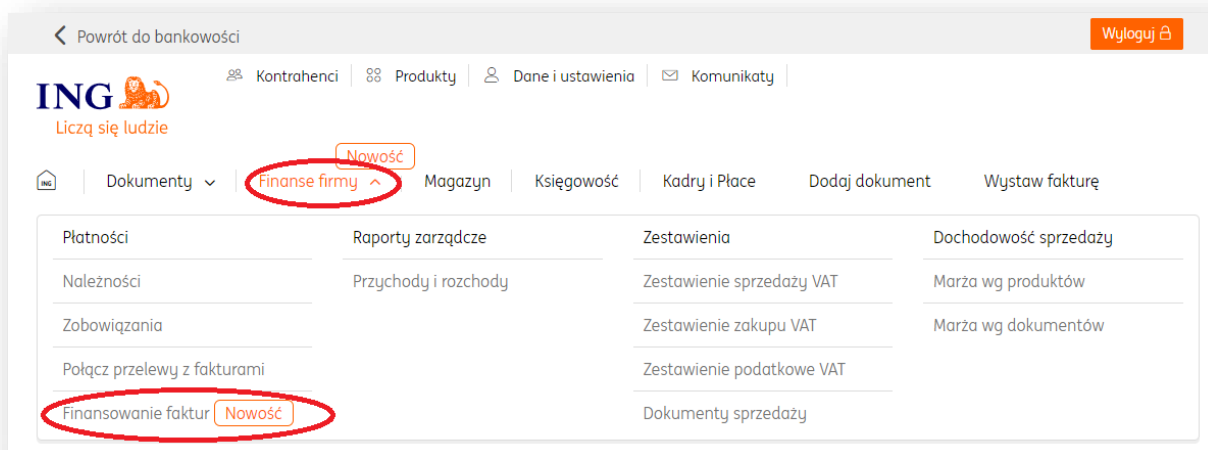 Powrót do bankowości
Wyloguj
Kontrahenci Produkty Dane i ustawienia Komunikaty
ING
Liczą się ludzie
Nowość
ING Dokumenty Finanse firmy Magazyn Księgowość Kadry i Płace Dodaj dokument Wystaw fakturę
Płatności Raporty zarządcze Zestawienia Dochodowość sprzedaży
Należności Przychody i rozchody Zestawienie sprzedaży VAT Marża wg produktów
Zobowiązania Zestawienie zakupu VAT Marża wg dokumentów
Połącz przelewy z fakturami Zestawienie podatkowe VAT
Finansowanie faktur Nowość Dokumenty sprzedaży